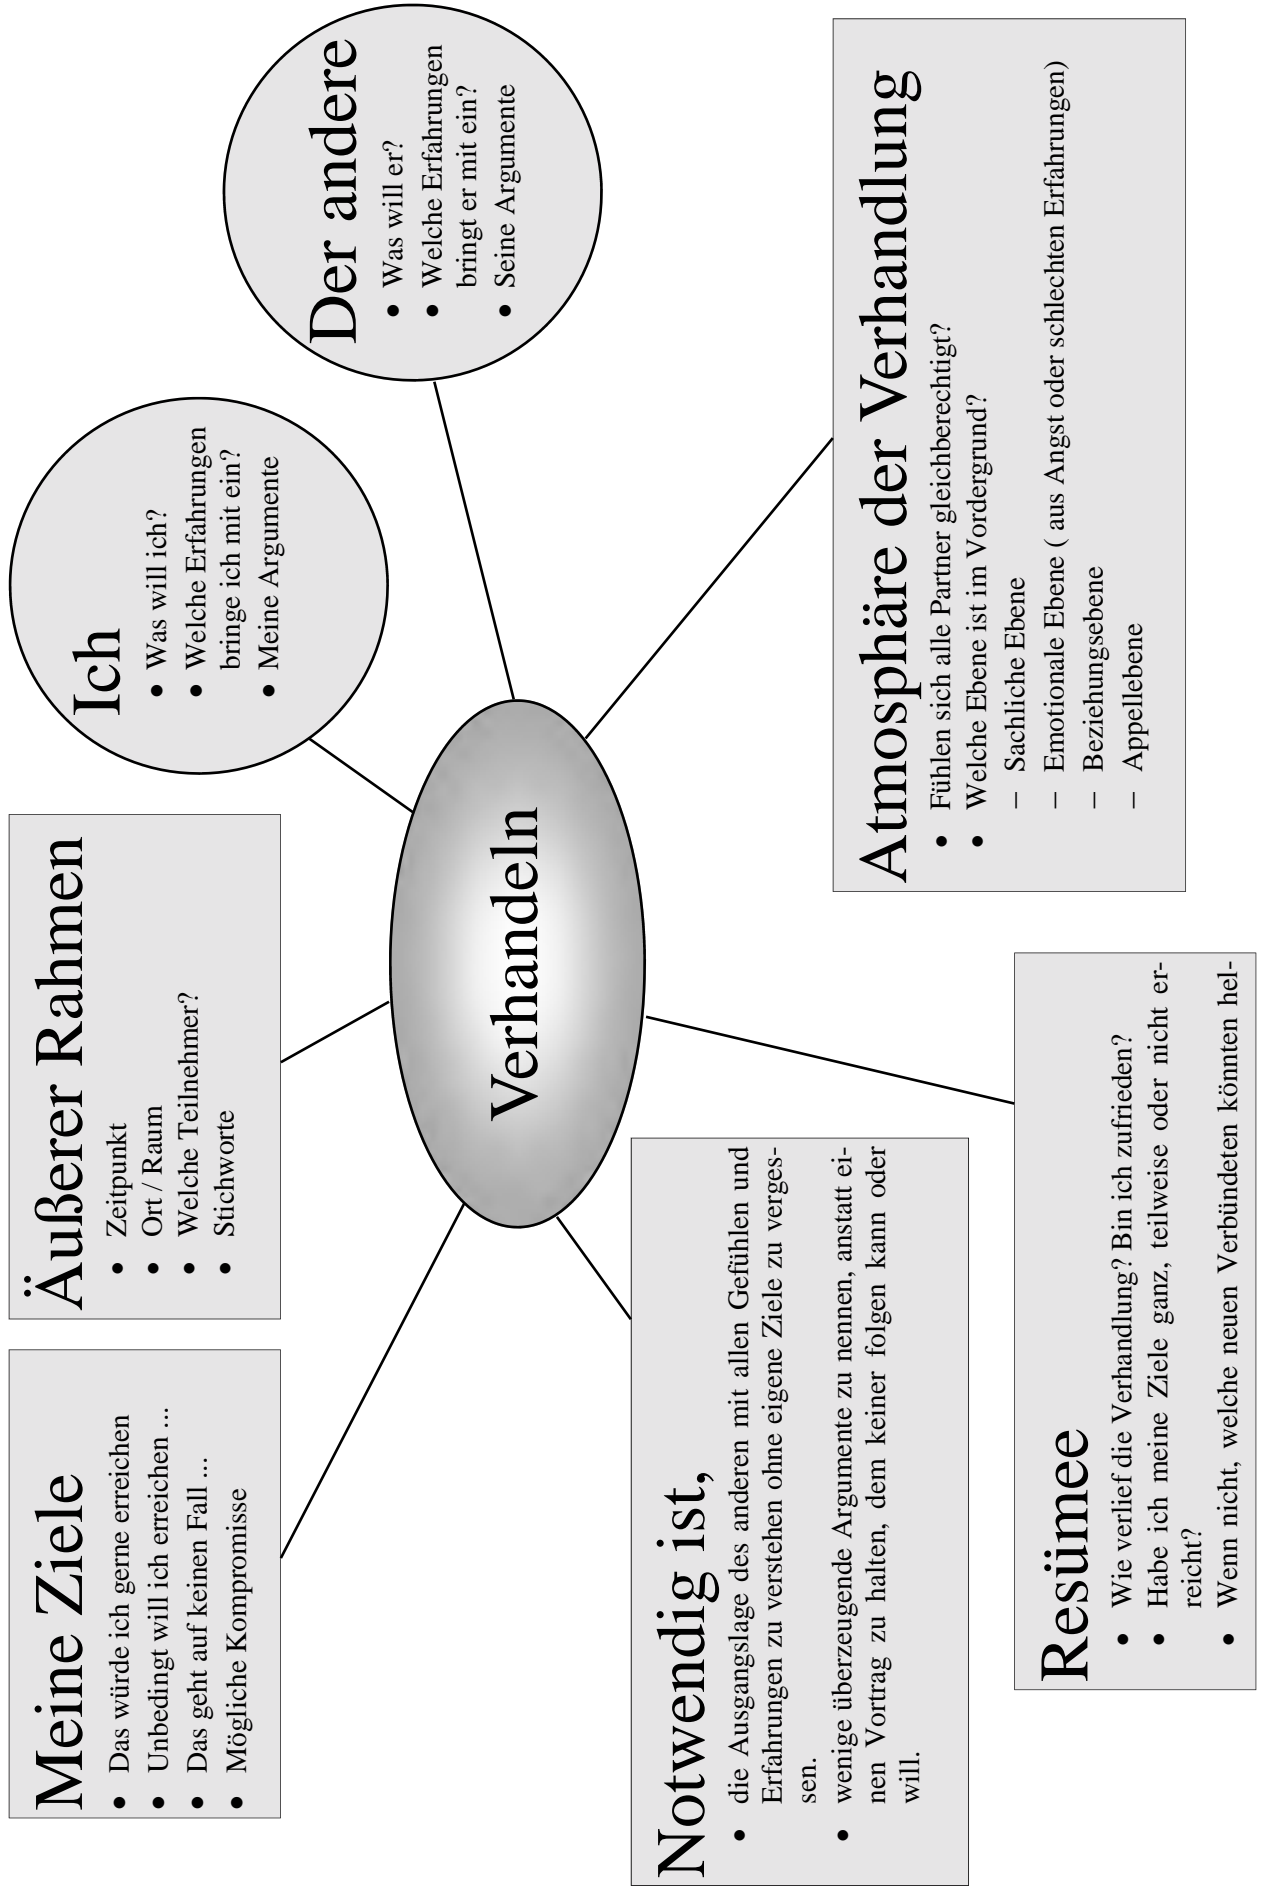 Meine Ziele
• Das würde ich gerne erreichen
• Unbedingt will ich erreichen ...
• Das geht auf keinen Fall ...
• Mögliche Kompromisse
Äußerer Rahmen
• Zeitpunkt
• Ort / Raum
• Welche Teilnehmer?
• Stichworte
Ich
• Was will ich?
• Welche Erfahrungen
bringe ich mit ein?
• Meine Argumente
Der andere
• Was will er?
• Welche Erfahrungen
bringt er mit ein?
• Seine Argumente
Verhandeln
Notwendig ist,
• die Ausgangslage des anderen mit allen Gefühlen und
Erfahrungen zu verstehen ohne eigene Ziele zu verges-
sen.
• wenige überzeugende Argumente zu nennen, anstatt ei-
nen Vortrag zu halten, dem keiner folgen kann oder
will.
Resümee
• Wie verlief die Verhandlung? Bin ich zufrieden?
• Habe ich meine Ziele ganz, teilweise oder nicht er-
reicht?
• Wenn nicht, welche neuen Verbündeten könnten hel-
Atmosphäre der Verhandlung
• Fühlen sich alle Partner gleichberechtigt?
• Welche Ebene ist im Vordergrund?
– Sachliche Ebene
– Emotionale Ebene ( aus Angst oder schlechten Erfahrungen)
– Beziehungsebene
– Appellebene